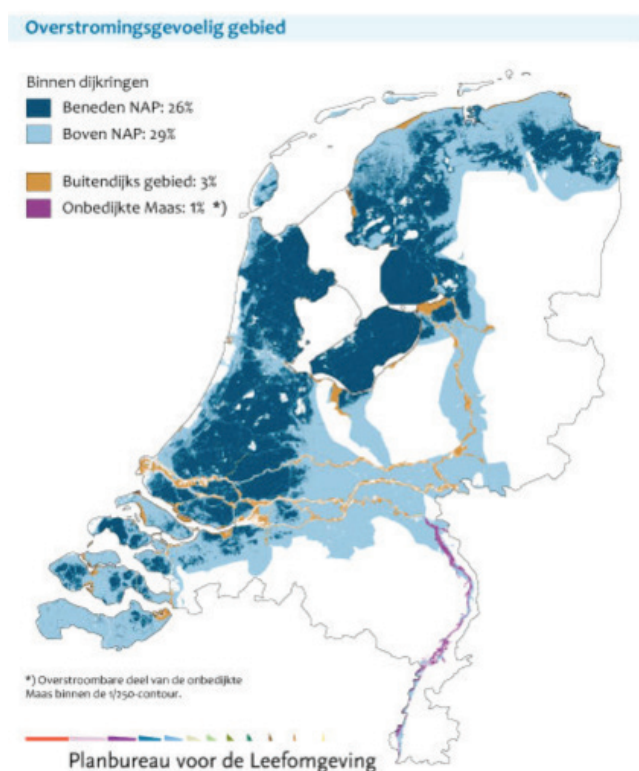 Overstromingsgevoelig gebied
Binnen dijkringen
Beneden NAP: 26%
Boven NAP: 29%
Buitendijks gebied: 3%
Onbedijkte Maas: 1% *)
*) Overstroombare deel van de onbedijkte
Maas binnen de 1/250-contour.
Planbureau voor de Leefomgeving